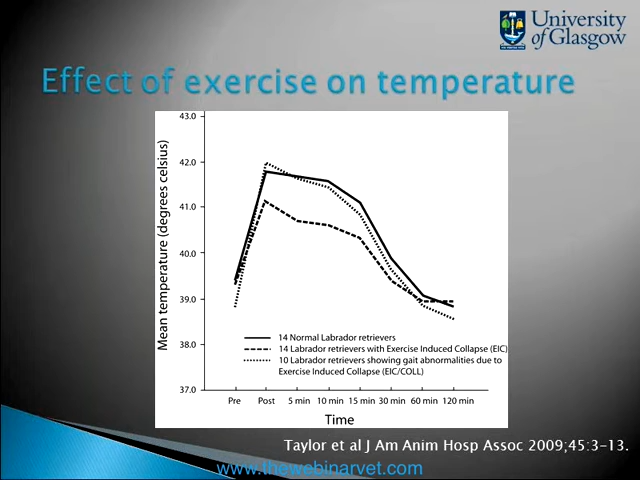 University
of Glasgow
Effect of exercise on temperature
43.0
42.0
41.0
40.0
39.0
38.0
37.0
Mean temperature (degrees celsius)
14 Normal Labrador retrievers
14 Labrador retrievers with Exercise Induced Collapse (EIC)
10 Labrador retrievers showing gait abnormalities due to
Exercise Induced Collapse (EIC/COLL)
Pre Post 5 min 10 min 15 min 30 min 60 min 120 min
Time
Taylor et al J Am Anim Hosp Assoc 2009;45:3-13.
www.thewebinarvet.com